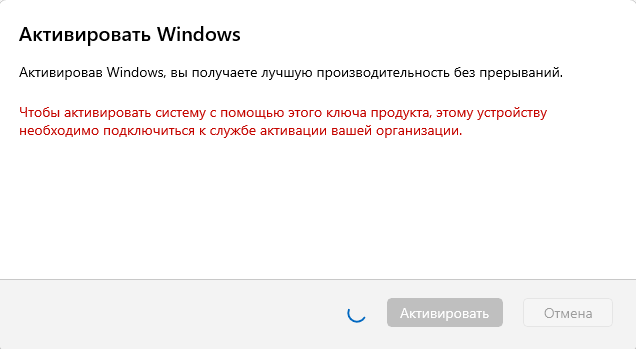 Активировать Windows
Активировав Windows, вы получаете лучшую производительность без прерываний.
Чтобы активировать систему с помощью этого ключа продукта, этому устройству
необходимо подключиться к службе активации вашей организации.
Активировать
Отмена